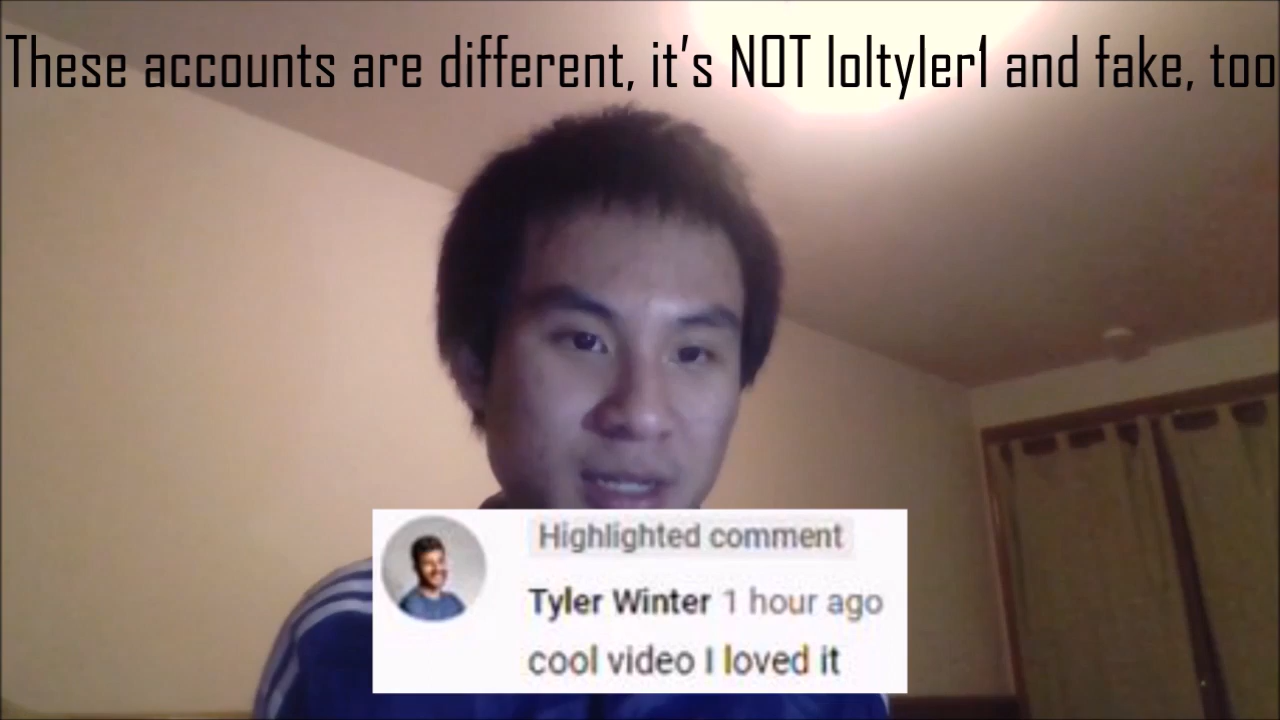 These accounts are different, it's NOT loltyler1 and fake, too
Highlighted comment
Tyler Winter 1 hour ago
cool video I loved it